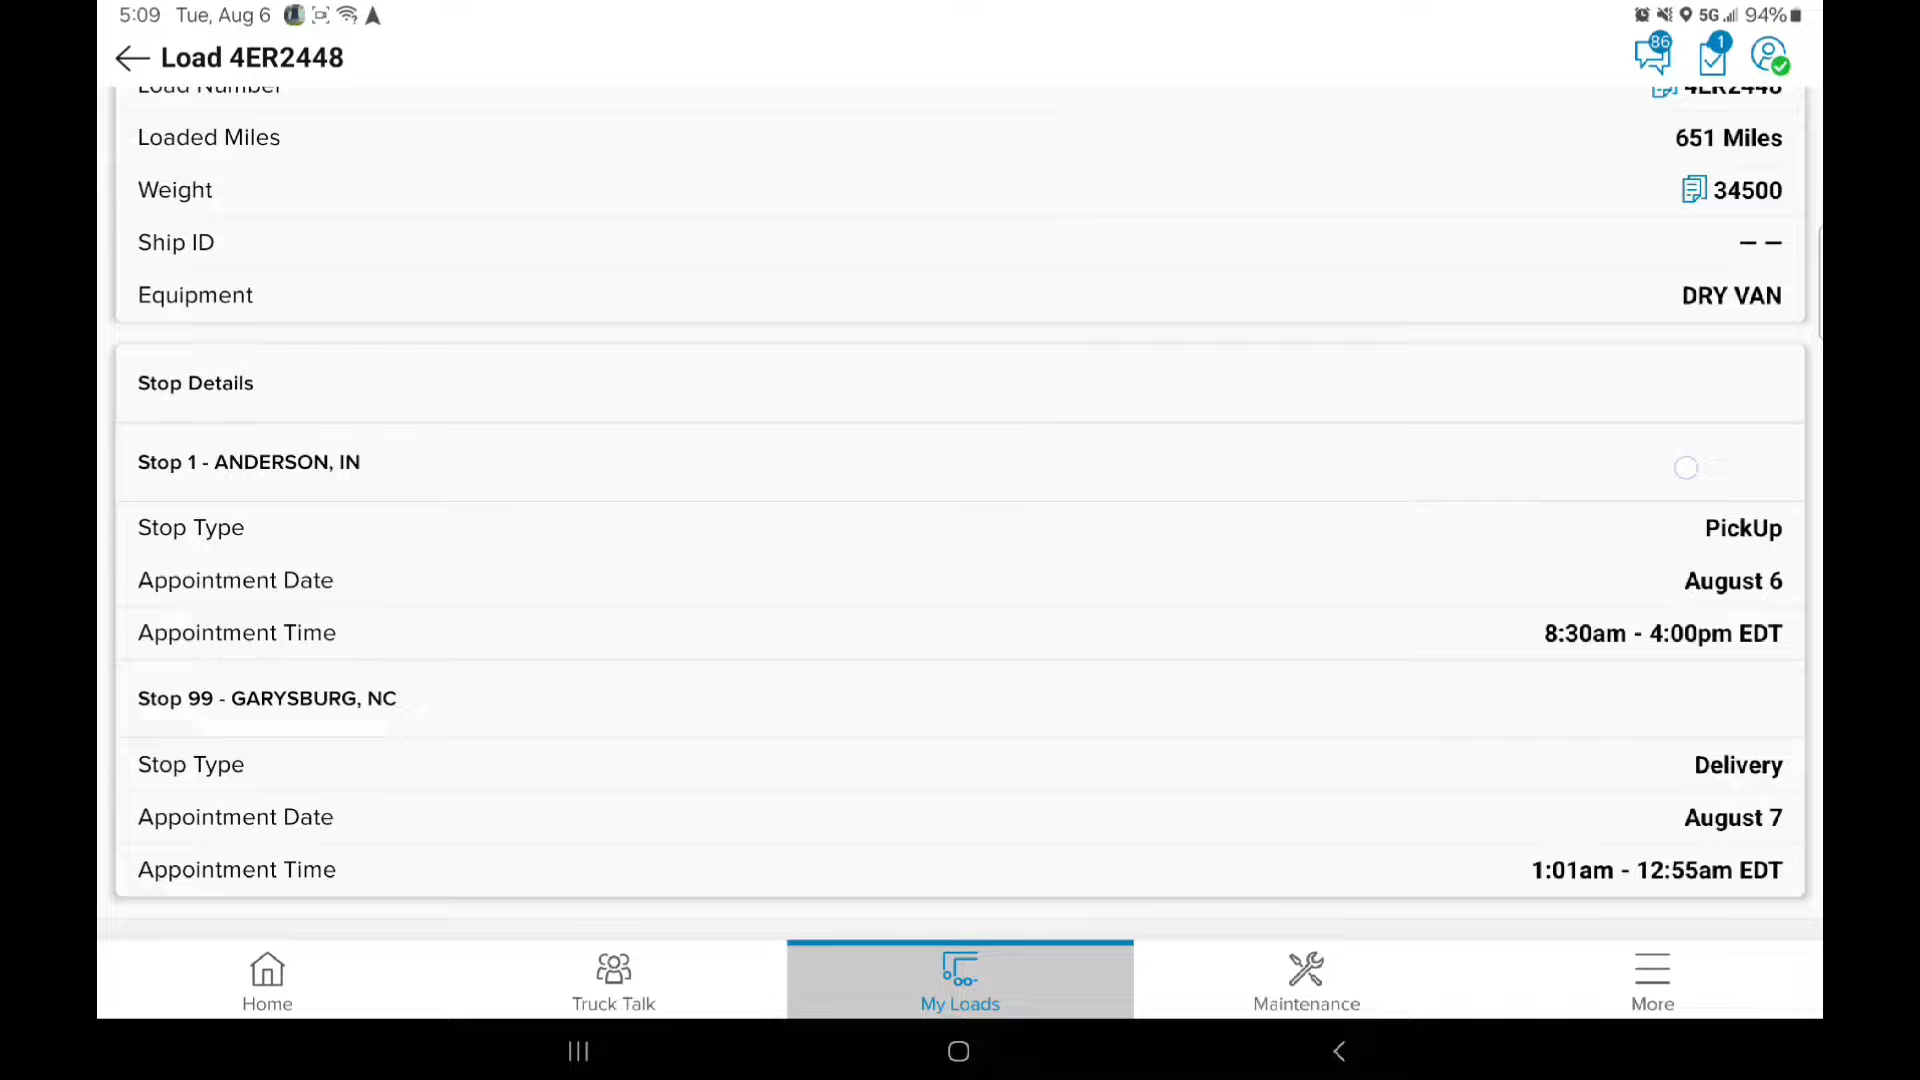 5:09 Tue, Aug 6 5G 94%
Load 4ER2448
86
1
Load Number 4ER2448
Loaded Miles 651 Miles
Weight 34500
Ship ID – –
Equipment DRY VAN
Stop Details
Stop 1 - ANDERSON, IN
Stop Type PickUp
Appointment Date August 6
Appointment Time 8:30am - 4:00pm EDT
Stop 99 - GARYSBURG, NC
Stop Type Delivery
Appointment Date August 7
Appointment Time 1:01am - 12:55am EDT
Home Truck Talk My Loads Maintenance More